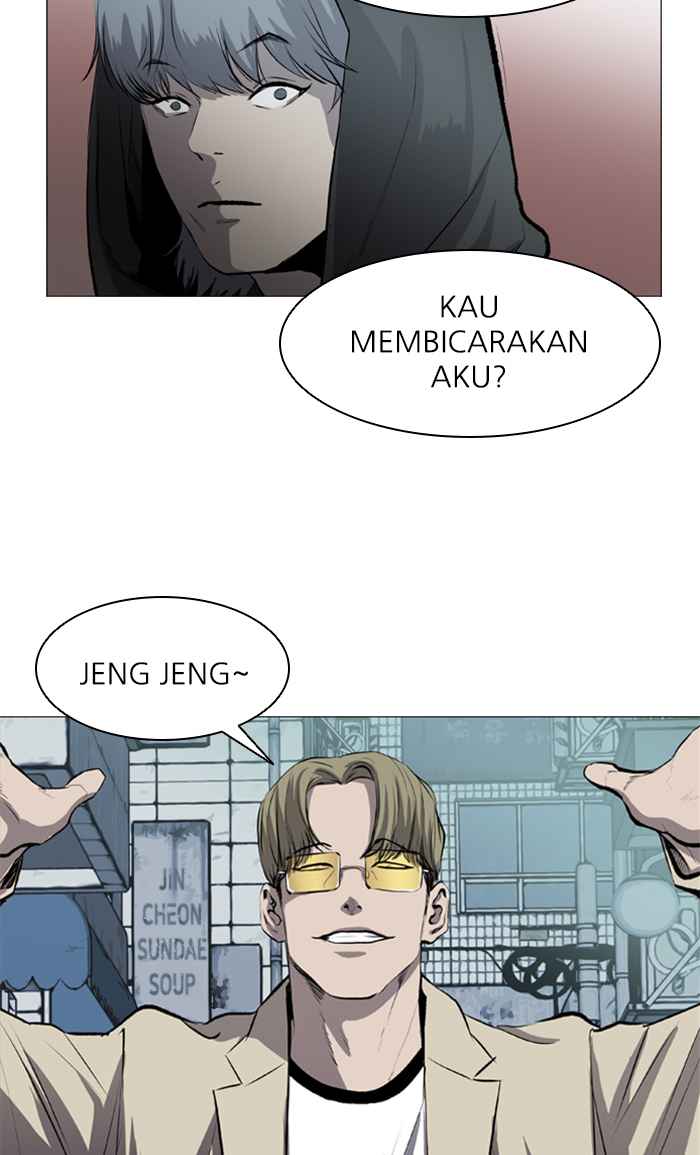 KAU
MEMBICARAKAN
AKU?
JENG JENG~
JIN
CHEON
SUNDAE
SOUP